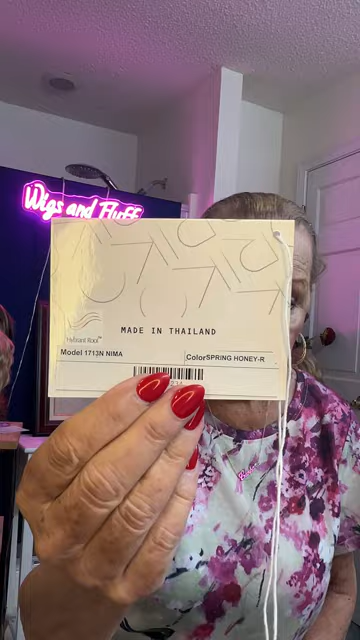 Wigs and Fluff
MADE IN THAILAND
Model 1713N NIMA
ColorSPRING HONEY-R